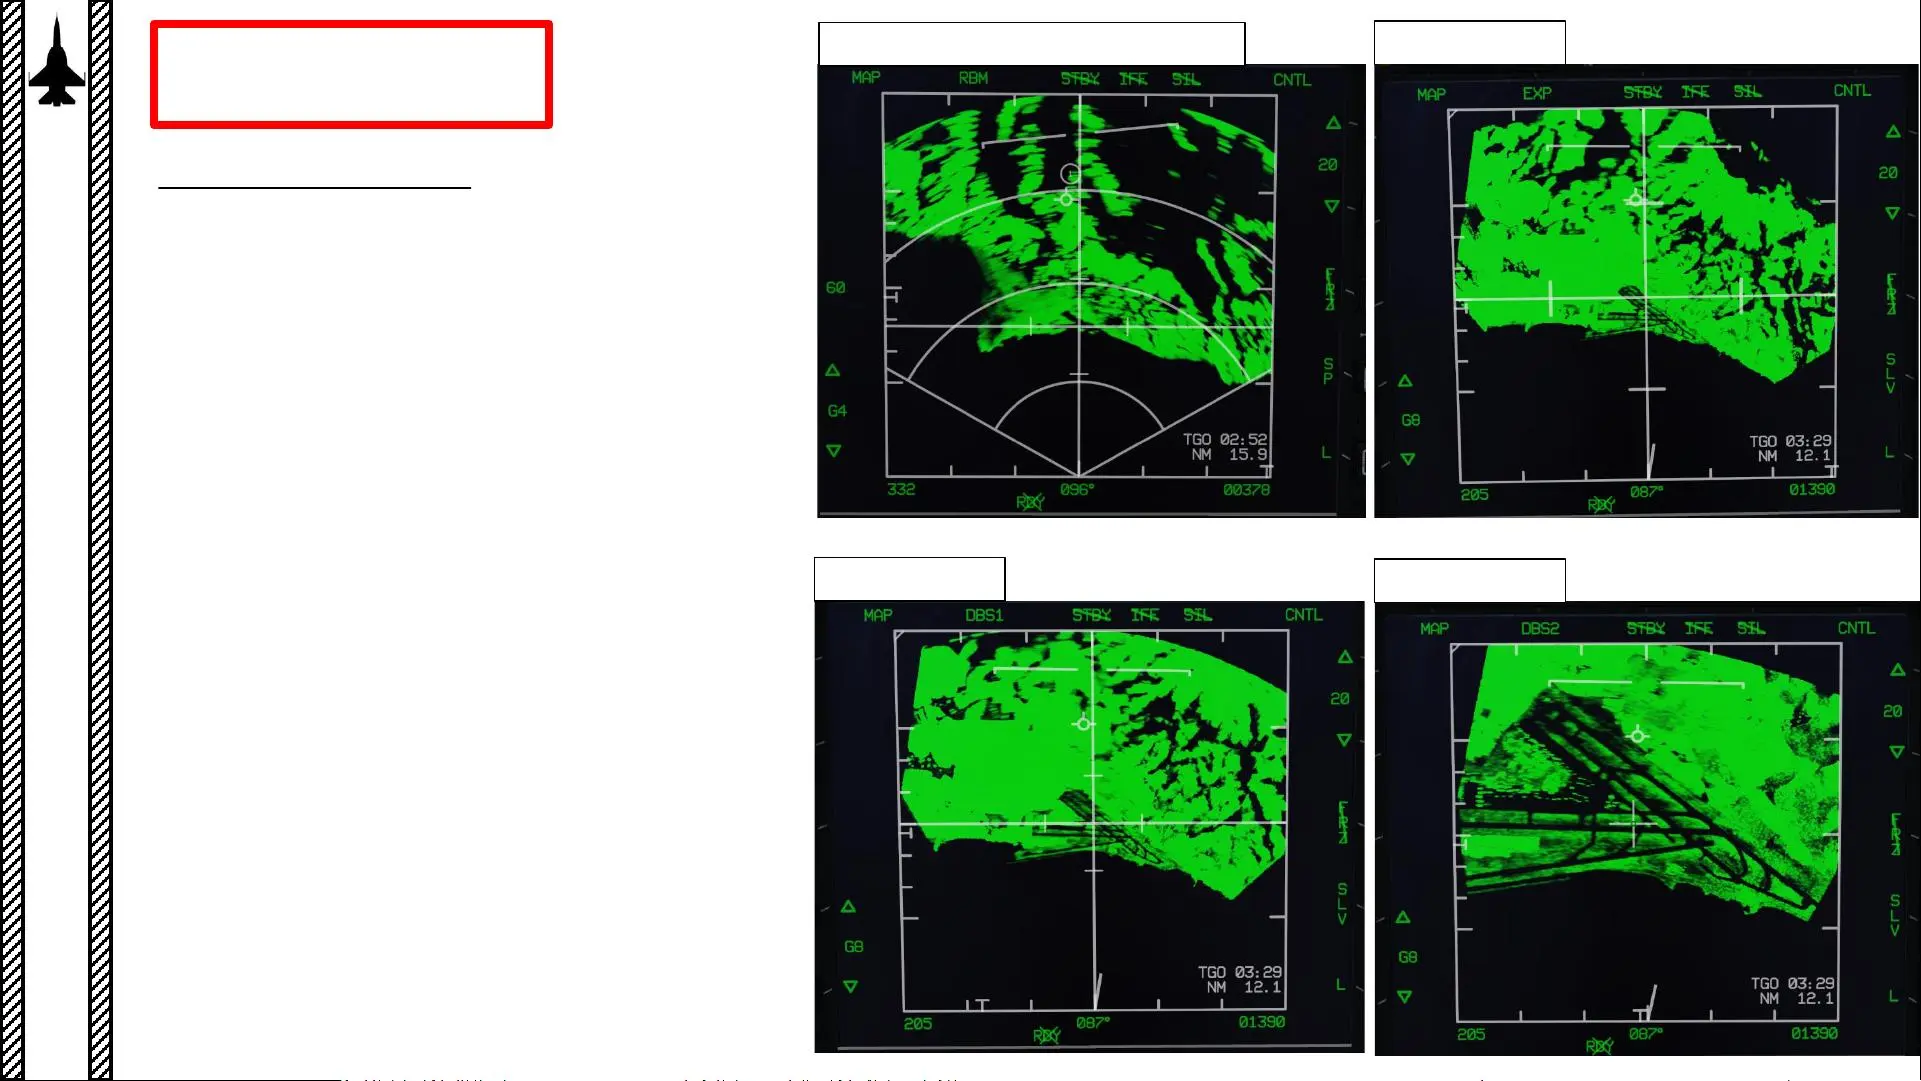 MAP RBM STBY IFF SIL CNTL
20
60
FRZ
SP
G4
TGO 02:52
NM 15.9
L
332 096° 00378
RDY
MAP EXP STBY IFF SIL CNTL
20
FRZ
SLV
G8
TGO 03:29
NM 12.1
L
205 087° 01390
RDY
MAP DBS1 STBY IFF SIL CNTL
20
FRZ
SLV
G8
TGO 03:29
NM 12.1
L
205 087° 01390
RDY
MAP DBS2 STBY IFF SIL CNTL
20
FRZ
SLV
G8
TGO 03:29
NM 12.1
L
205 087° 01390
RDY